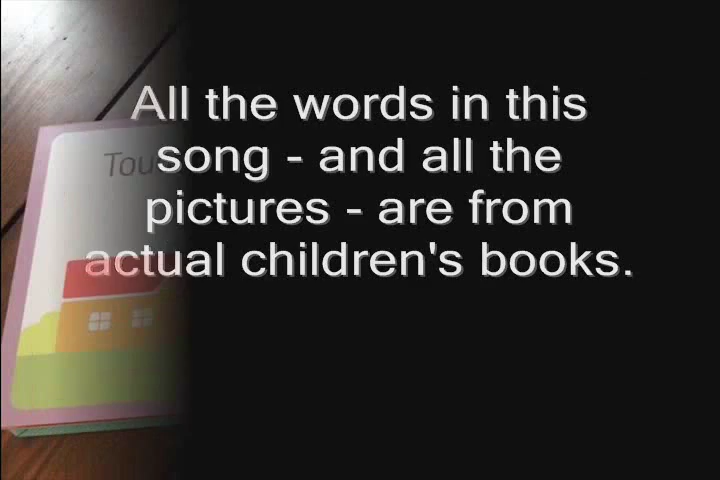 All the words in this
song - and all the
pictures - are from
actual children's books.